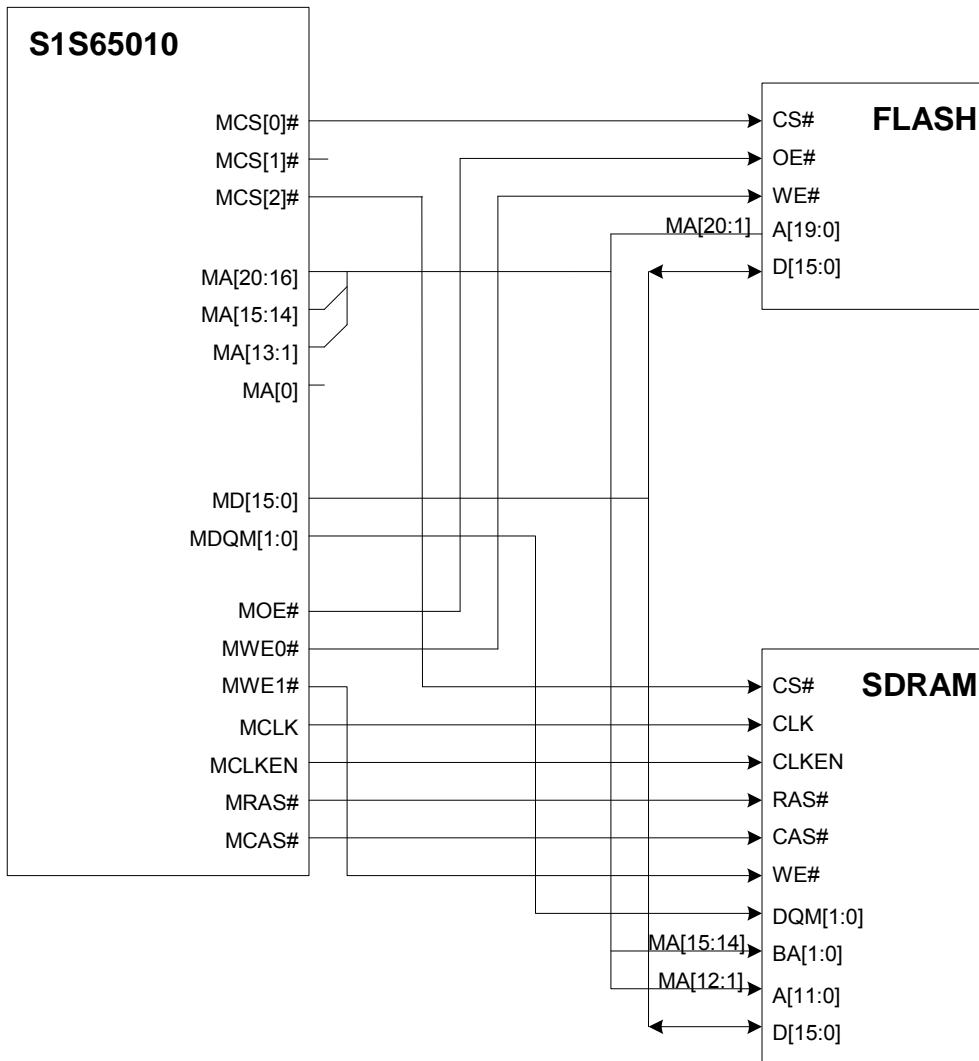 S1S65010
MCS[0]#
MCS[1]#
MCS[2]#
MA[20:16]
MA[15:14]
MA[13:1]
MA[0]
MD[15:0]
MDQM[1:0]
MOE#
MWE0#
MWE1#
MCLK
MCLKEN
MRAS#
MCAS#
FLASH
CS#
OE#
WE#
MA[20:1]
A[19:0]
D[15:0]
SDRAM
CS#
CLK
CLKEN
RAS#
CAS#
WE#
DQM[1:0]
MA[15:14]
BA[1:0]
MA[12:1]
A[11:0]
D[15:0]